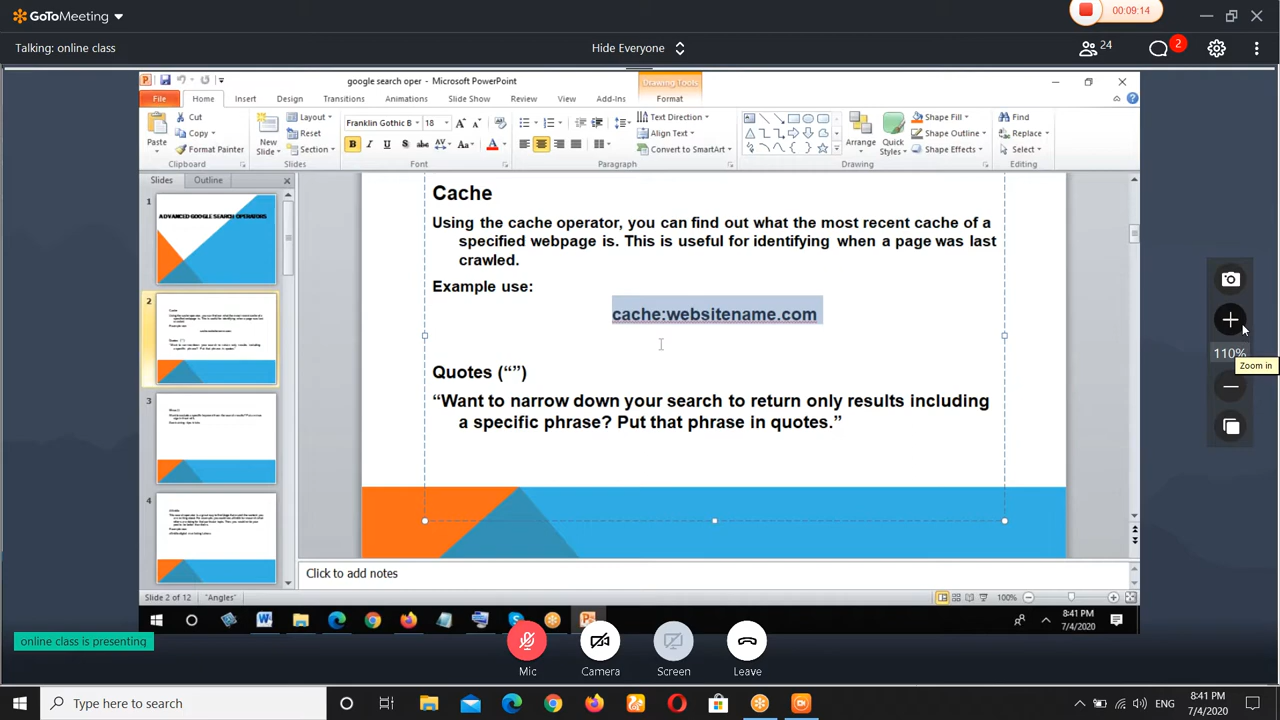 GoToMeeting
00:09:14
Talking: online class
Hide Everyone
24
2
google search oper - Microsoft PowerPoint
Drawing Tools
File Home Insert Design Transitions Animations Slide Show Review View Add-Ins Format
Paste
Cut
Copy
Format Painter
Clipboard
New Slide
Layout
Reset
Section
Slides
Franklin Gothic B 18
Font
Text Direction
Align Text
Convert to SmartArt
Paragraph
Arrange
Quick Styles
Shape Fill
Shape Outline
Shape Effects
Drawing
Find
Replace
Select
Editing
Slides Outline
1
ADVANCED GOOGLE SEARCH OPERATORS
2
3
4
Cache
Using the cache operator, you can find out what the most recent cache of a
specified webpage is. This is useful for identifying when a page was last
crawled.
Example use:
cache:websitename.com
Quotes (“”)
“Want to narrow down your search to return only results including
a specific phrase? Put that phrase in quotes.”
110%
Zoom in
Click to add notes
Slide 2 of 12 "Angles" 100%
8:41 PM
7/4/2020
online class is presenting
Mic Camera Screen Leave
Type here to search
ENG
8:41 PM
7/4/2020